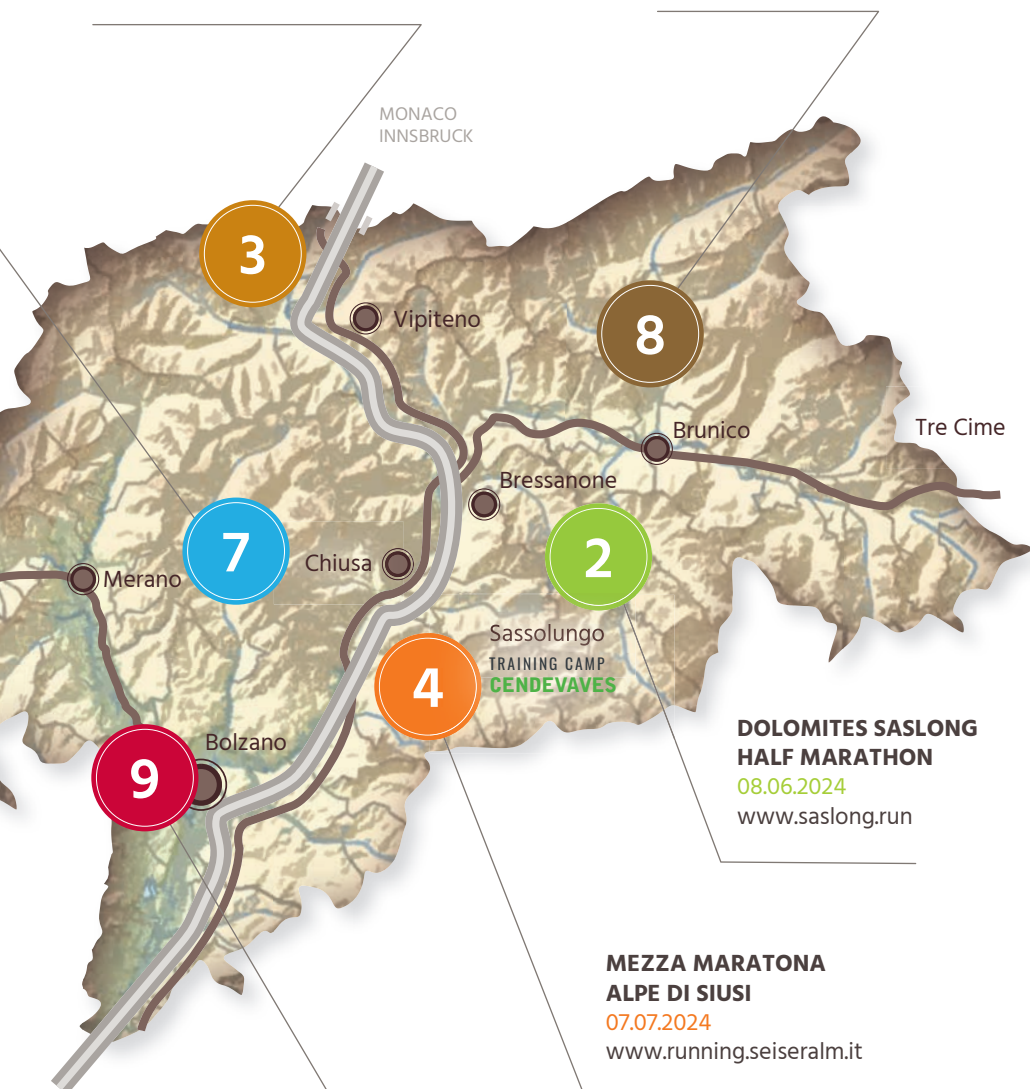 MONACO
INNSBRUCK
3
Vipiteno
8
Brunico
Tre Cime
Bressanone
7
Chiusa
2
Merano
Sassolungo
TRAINING CAMP
CENDEVAVES
4
Bolzano
9
DOLOMITES SASLONG
HALF MARATHON
08.06.2024
www.saslong.run
MEZZA MARATONA
ALPE DI SIUSI
07.07.2024
www.running.seiseralm.it